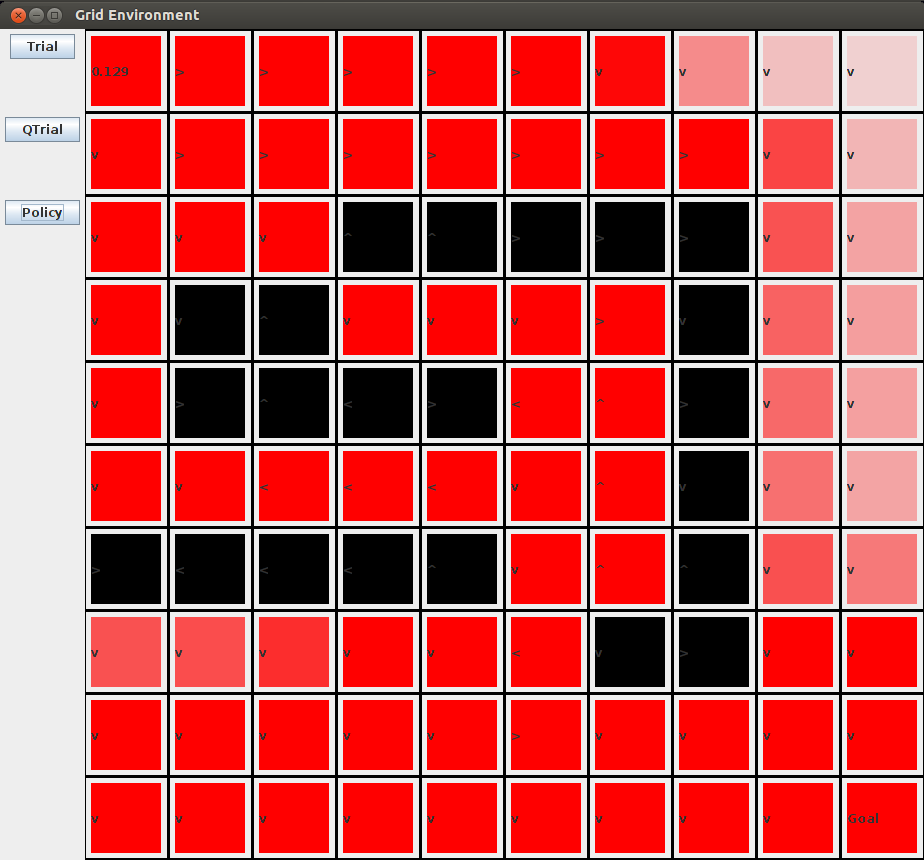 Grid Environment
Trial
0.129 > > > > > v v v v
QTrial
v > > > > > > > v v
Policy
v v v ^ ^ > > > v v
v v ^ v v v > v v v
v > ^ < > < ^ > v v
v v < < < v ^ v v v
> < < < ^ v ^ ^ v v
v v v v v < v > v v
v v v v v > v v v v
v v v v v v v v v Goal